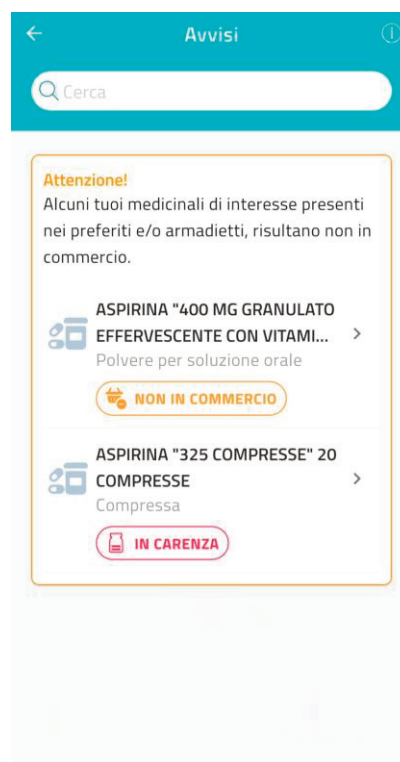 Avvisi
Cerca
Attenzione!
Alcuni tuoi medicinali di interesse presenti
nei preferiti e/o armadietti, risultano non in
commercio.
ASPIRINA "400 MG GRANULATO
EFFERVESCENTE CON VITAMI...
Polvere per soluzione orale
NON IN COMMERCIO
ASPIRINA "325 COMPRESSE" 20
COMPRESSE
Compressa
IN CARENZA